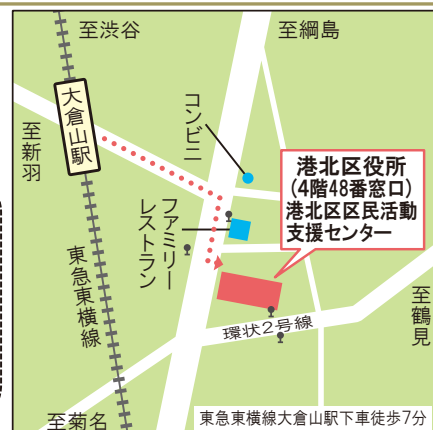 至渋谷
至綱島
大倉山駅
至新羽
コンビニ
港北区役所
(4階48番窓口)
港北区区民活動
支援センター
ファミリー
レストラン
東急東横線
至鶴見
環状2号線
至菊名
東急東横線大倉山駅下車徒歩7分